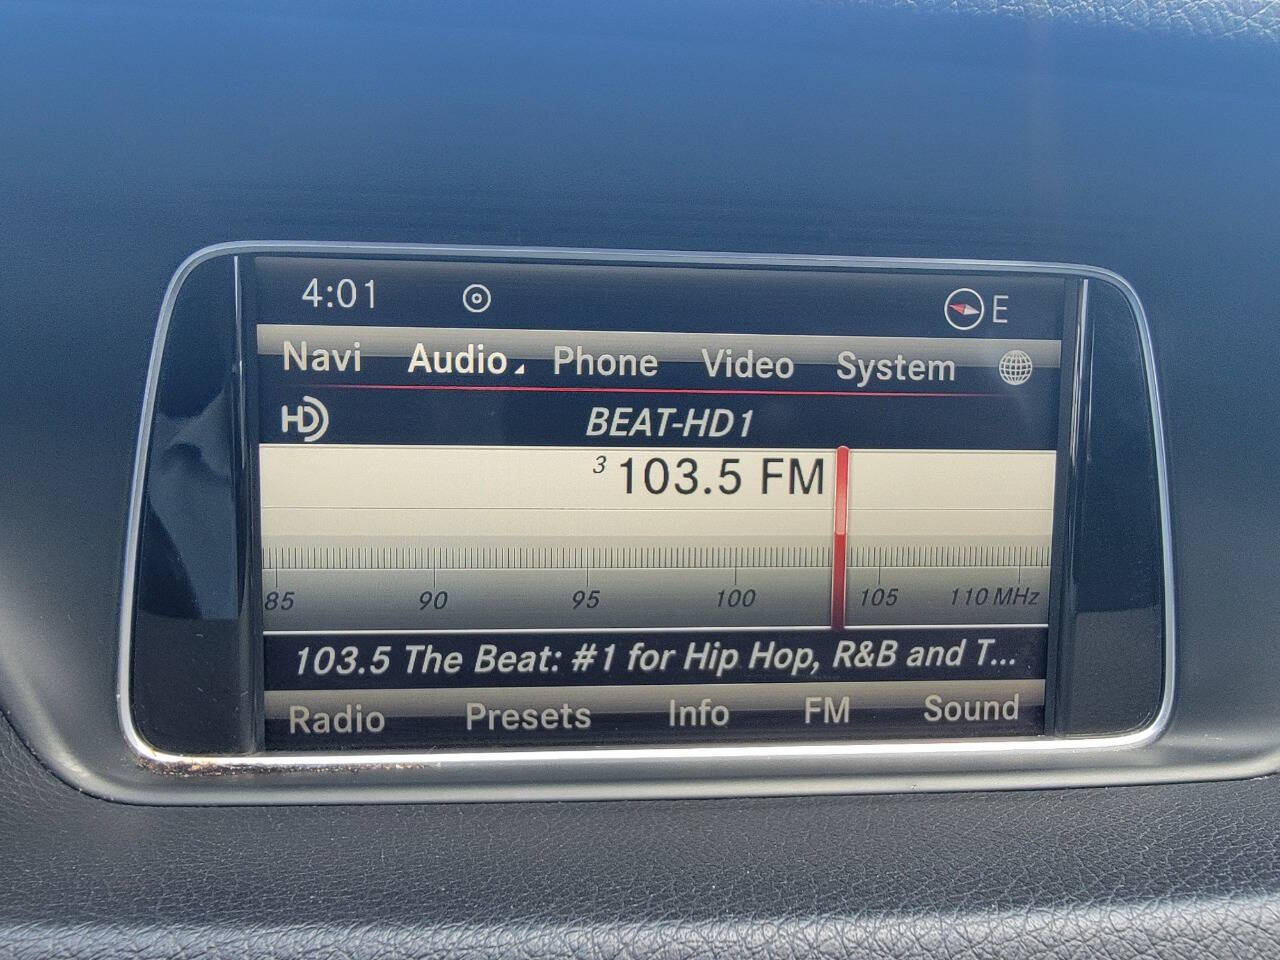 4:01 E
Navi Audio Phone Video System
HD BEAT-HD1
3 103.5 FM
85 90 95 100 105 110 MHz
103.5 The Beat: #1 for Hip Hop, R&B and T...
Radio Presets Info FM Sound